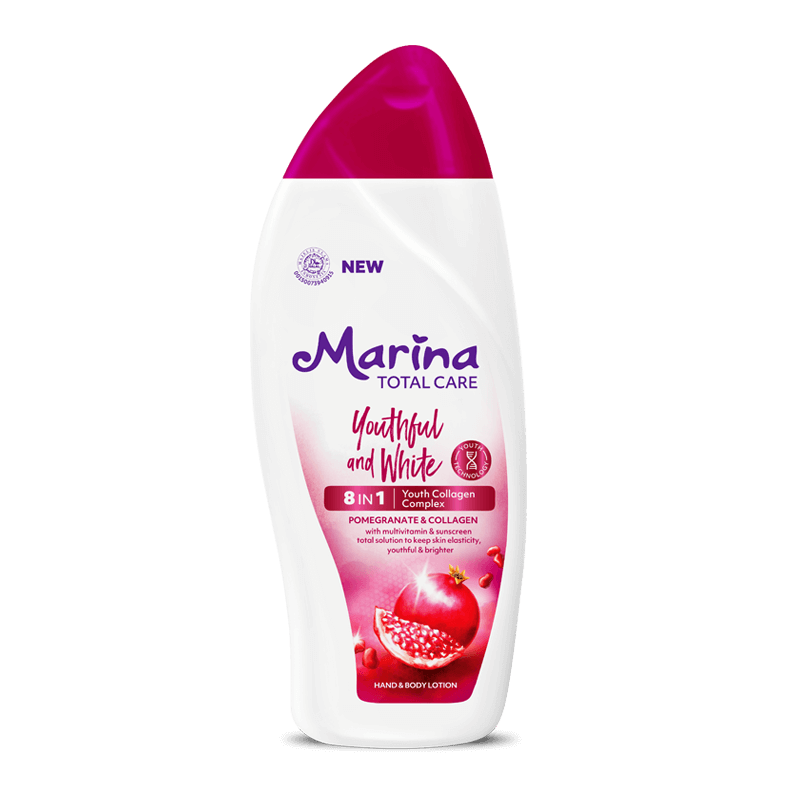 NEW
Marina
TOTAL CARE
Youthful
and White
YOUTH
TECHNOLOGY
8 IN 1
Youth Collagen
Complex
POMEGRANATE & COLLAGEN
with multivitamin & sunscreen
total solution to keep skin elasticity,
youthful & brighter
HAND & BODY LOTION